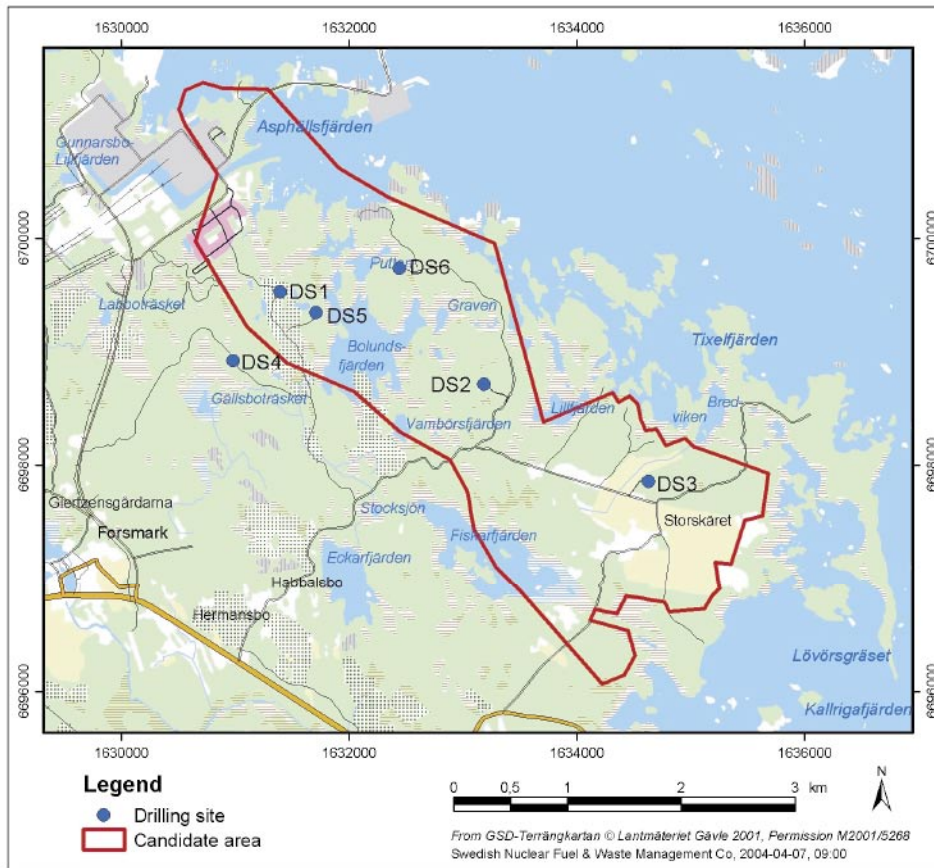 1630000 1632000 1634000 1636000
Asphällsfjärden
Gunnarsbo-
Lillfjärden
6700000 6700000
DS6
Puttan
DS1
Graven
DS5
Labboträsket
Tixelfjärden
Bolunds-
fjärden
DS4
DS2
Gällsboträsket
Lillfjärden
Bred-
viken
Vambörsfjärden
6698000 6698000
DS3
Giertzensgårdarna
Stocksjön
Storskäret
Forsmark
Fiskarfjärden
Eckarfjärden
Habbalsbo
Hermansbo
Lövörsgräset
6696000 6696000
Kallrigafjärden
1630000 1632000 1634000 1636000
Legend
Drilling site
Candidate area
0 0,5 1 2 3 km
N
From GSD-Terrängkartan © Lantmäteriet Gävle 2001, Permission M2001/5268
Swedish Nuclear Fuel & Waste Management Co, 2004-04-07, 09:00